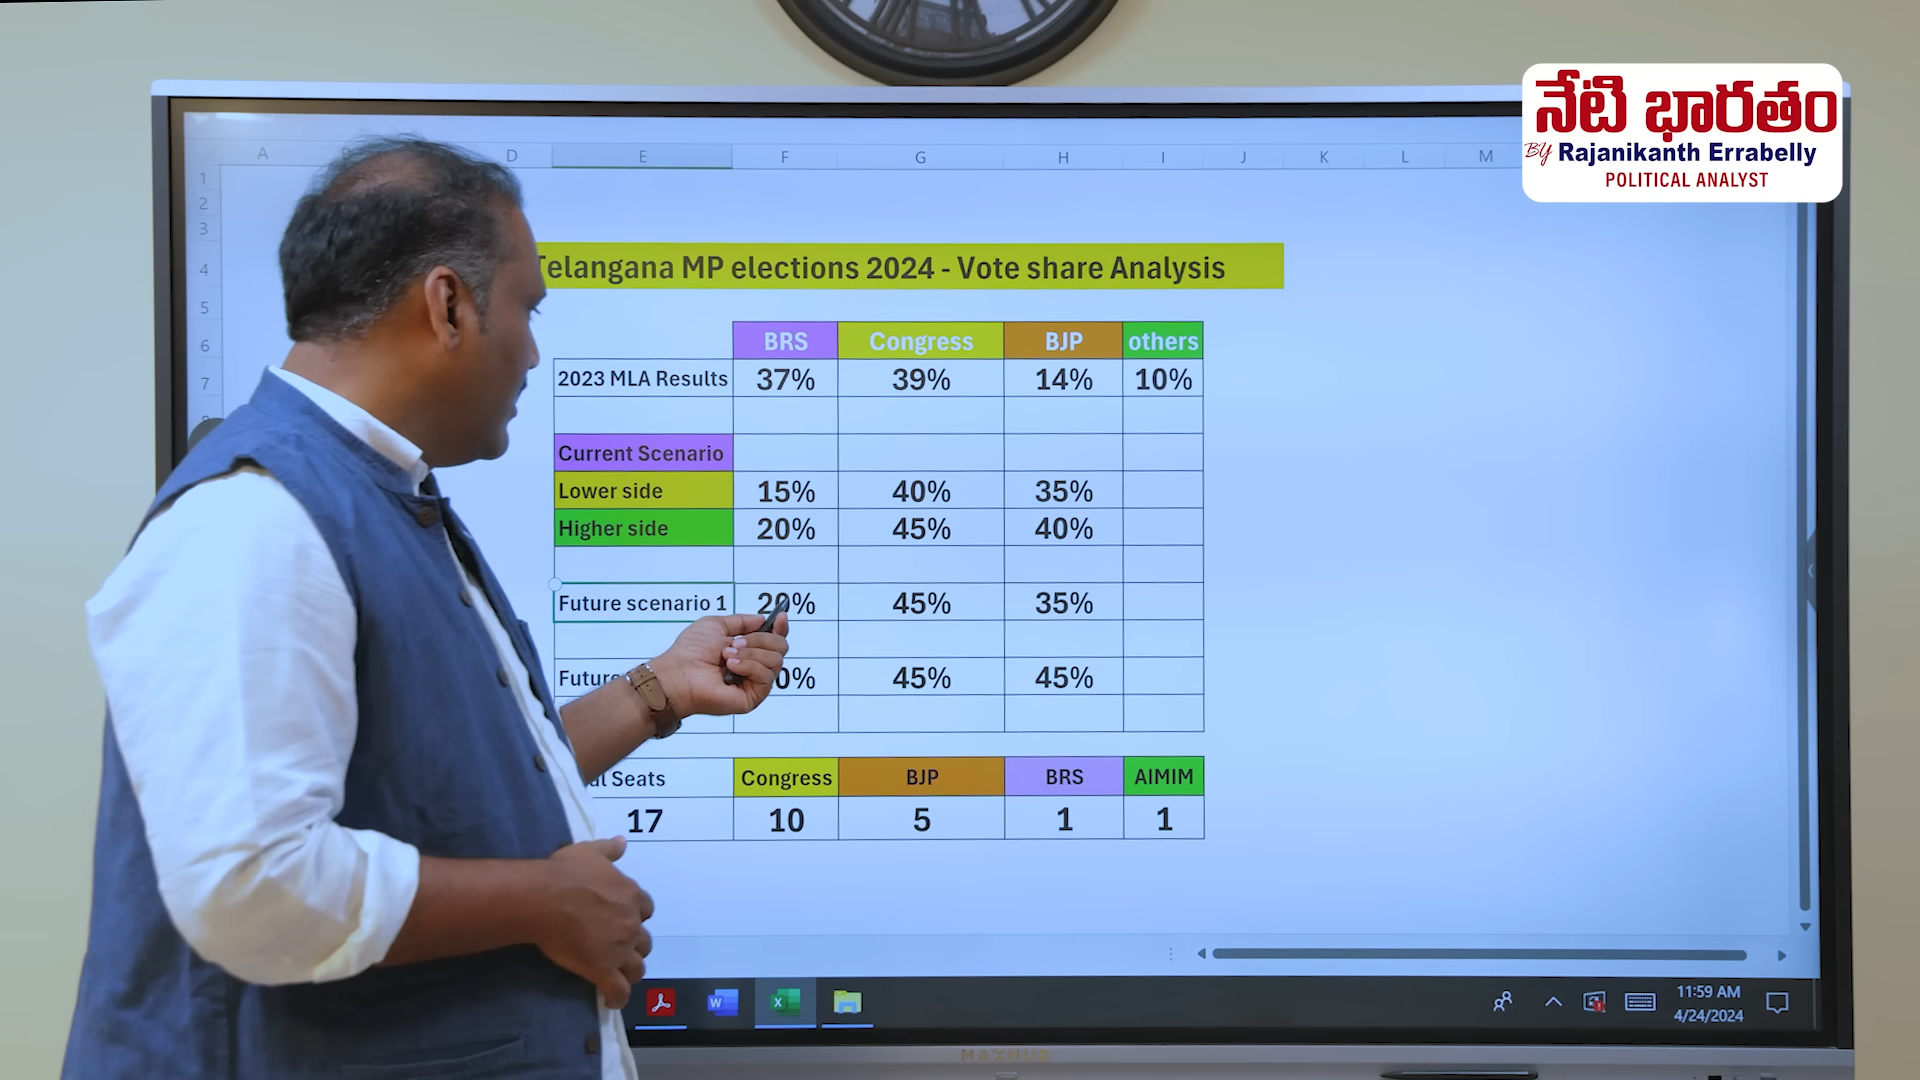 నేటి భారతం
BY Rajanikanth Errabelly
POLITICAL ANALYST
A D E F G H I J K L M
1
2
3
4
5
6
7
Telangana MP elections 2024 - Vote share Analysis
BRS Congress BJP others
2023 MLA Results 37% 39% 14% 10%
Current Scenario
Lower side 15% 40% 35%
Higher side 20% 45% 40%
Future scenario 1 20% 45% 35%
45% 45%
Seats Congress BJP BRS AIMIM
17 10 5 1 1
11:59 AM
4/24/2024
MAXHUB